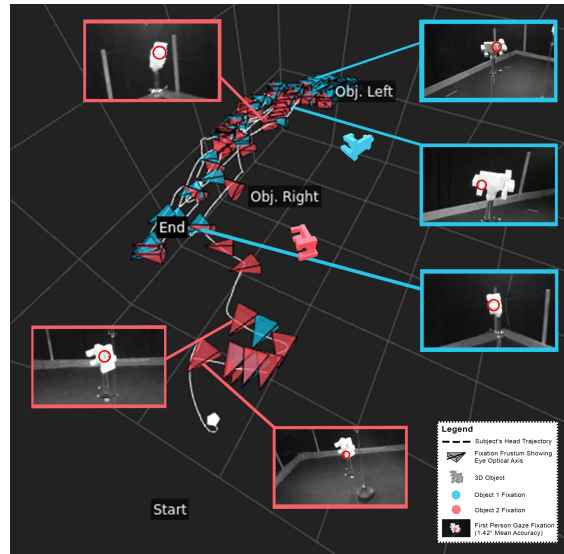 Obj. Left
Obj. Right
End
Start
Legend
Subject's Head Trajectory
Fixation Frustum Showing
Eye Optical Axis
3D Object
Object 1 Fixation
Object 2 Fixation
First Person Gaze Fixation
(1.42° Mean Accuracy)